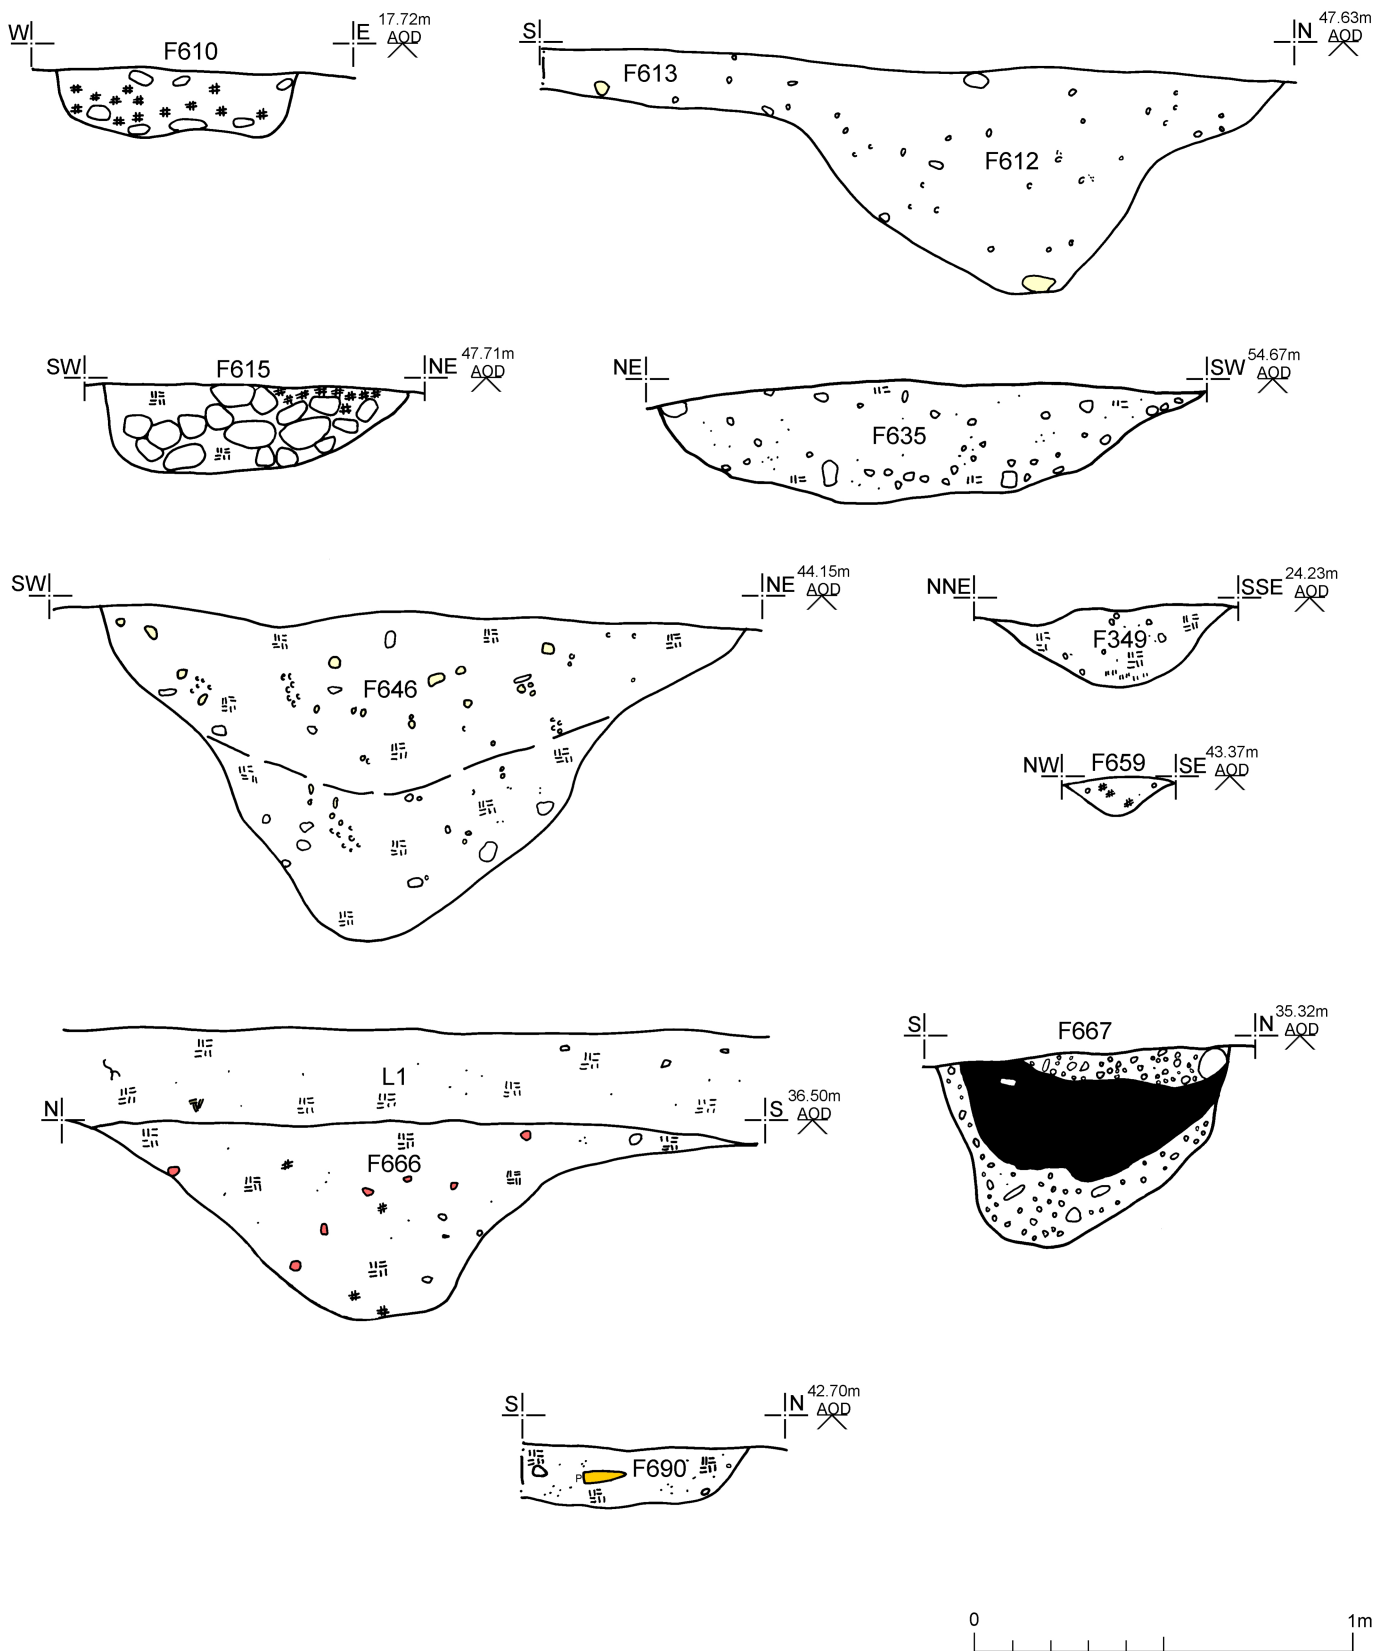 W F610 E 17.72m AOD
S F613 F612 N 47.63m AOD
SW F615 NE 47.71m AOD
NE F635 SW 54.67m AOD
SW F646 NE 44.15m AOD
NNE F349 SSE 24.23m AOD
NW F659 SE 43.37m AOD
L1
N F666 S 36.50m AOD
S F667 N 35.32m AOD
S P F690 N 42.70m AOD
0 1m